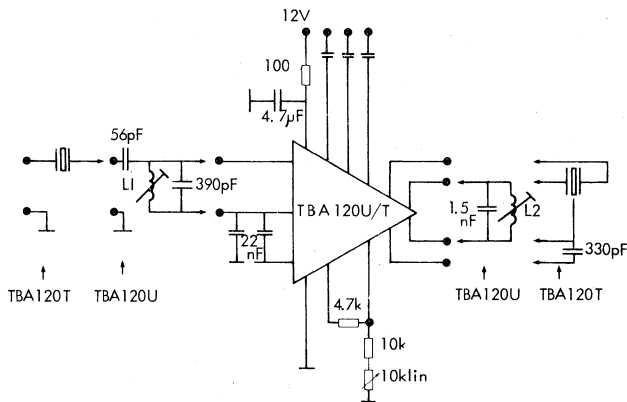 12V
100
4.7µF
56pF
L1
390pF
TBA120U/T
22
nF
1.5
nF
L2
330pF
TBA120T
TBA120U
TBA120U
TBA120T
4.7k
10k
10klin